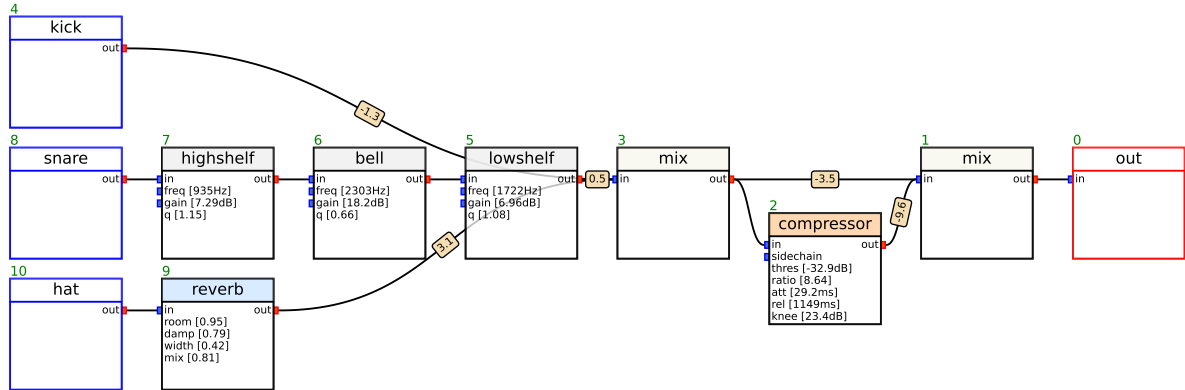 4
kick
out
-1.3
8
snare
out
7
highshelf
in out
freq [935Hz]
gain [7.29dB]
q [1.15]
6
bell
in out
freq [2303Hz]
gain [18.2dB]
q [0.66]
5
lowshelf
in out
freq [1722Hz]
gain [6.96dB]
q [1.08]
0.5
3
mix
in out
-3.5
1
mix
in out
0
out
in
2
compressor
in out
sidechain
thres [-32.9dB]
ratio [8.64]
att [29.2ms]
rel [1149ms]
knee [23.4dB]
-9.6
3.1
10
hat
out
9
reverb
in out
room [0.95]
damp [0.79]
width [0.42]
mix [0.81]